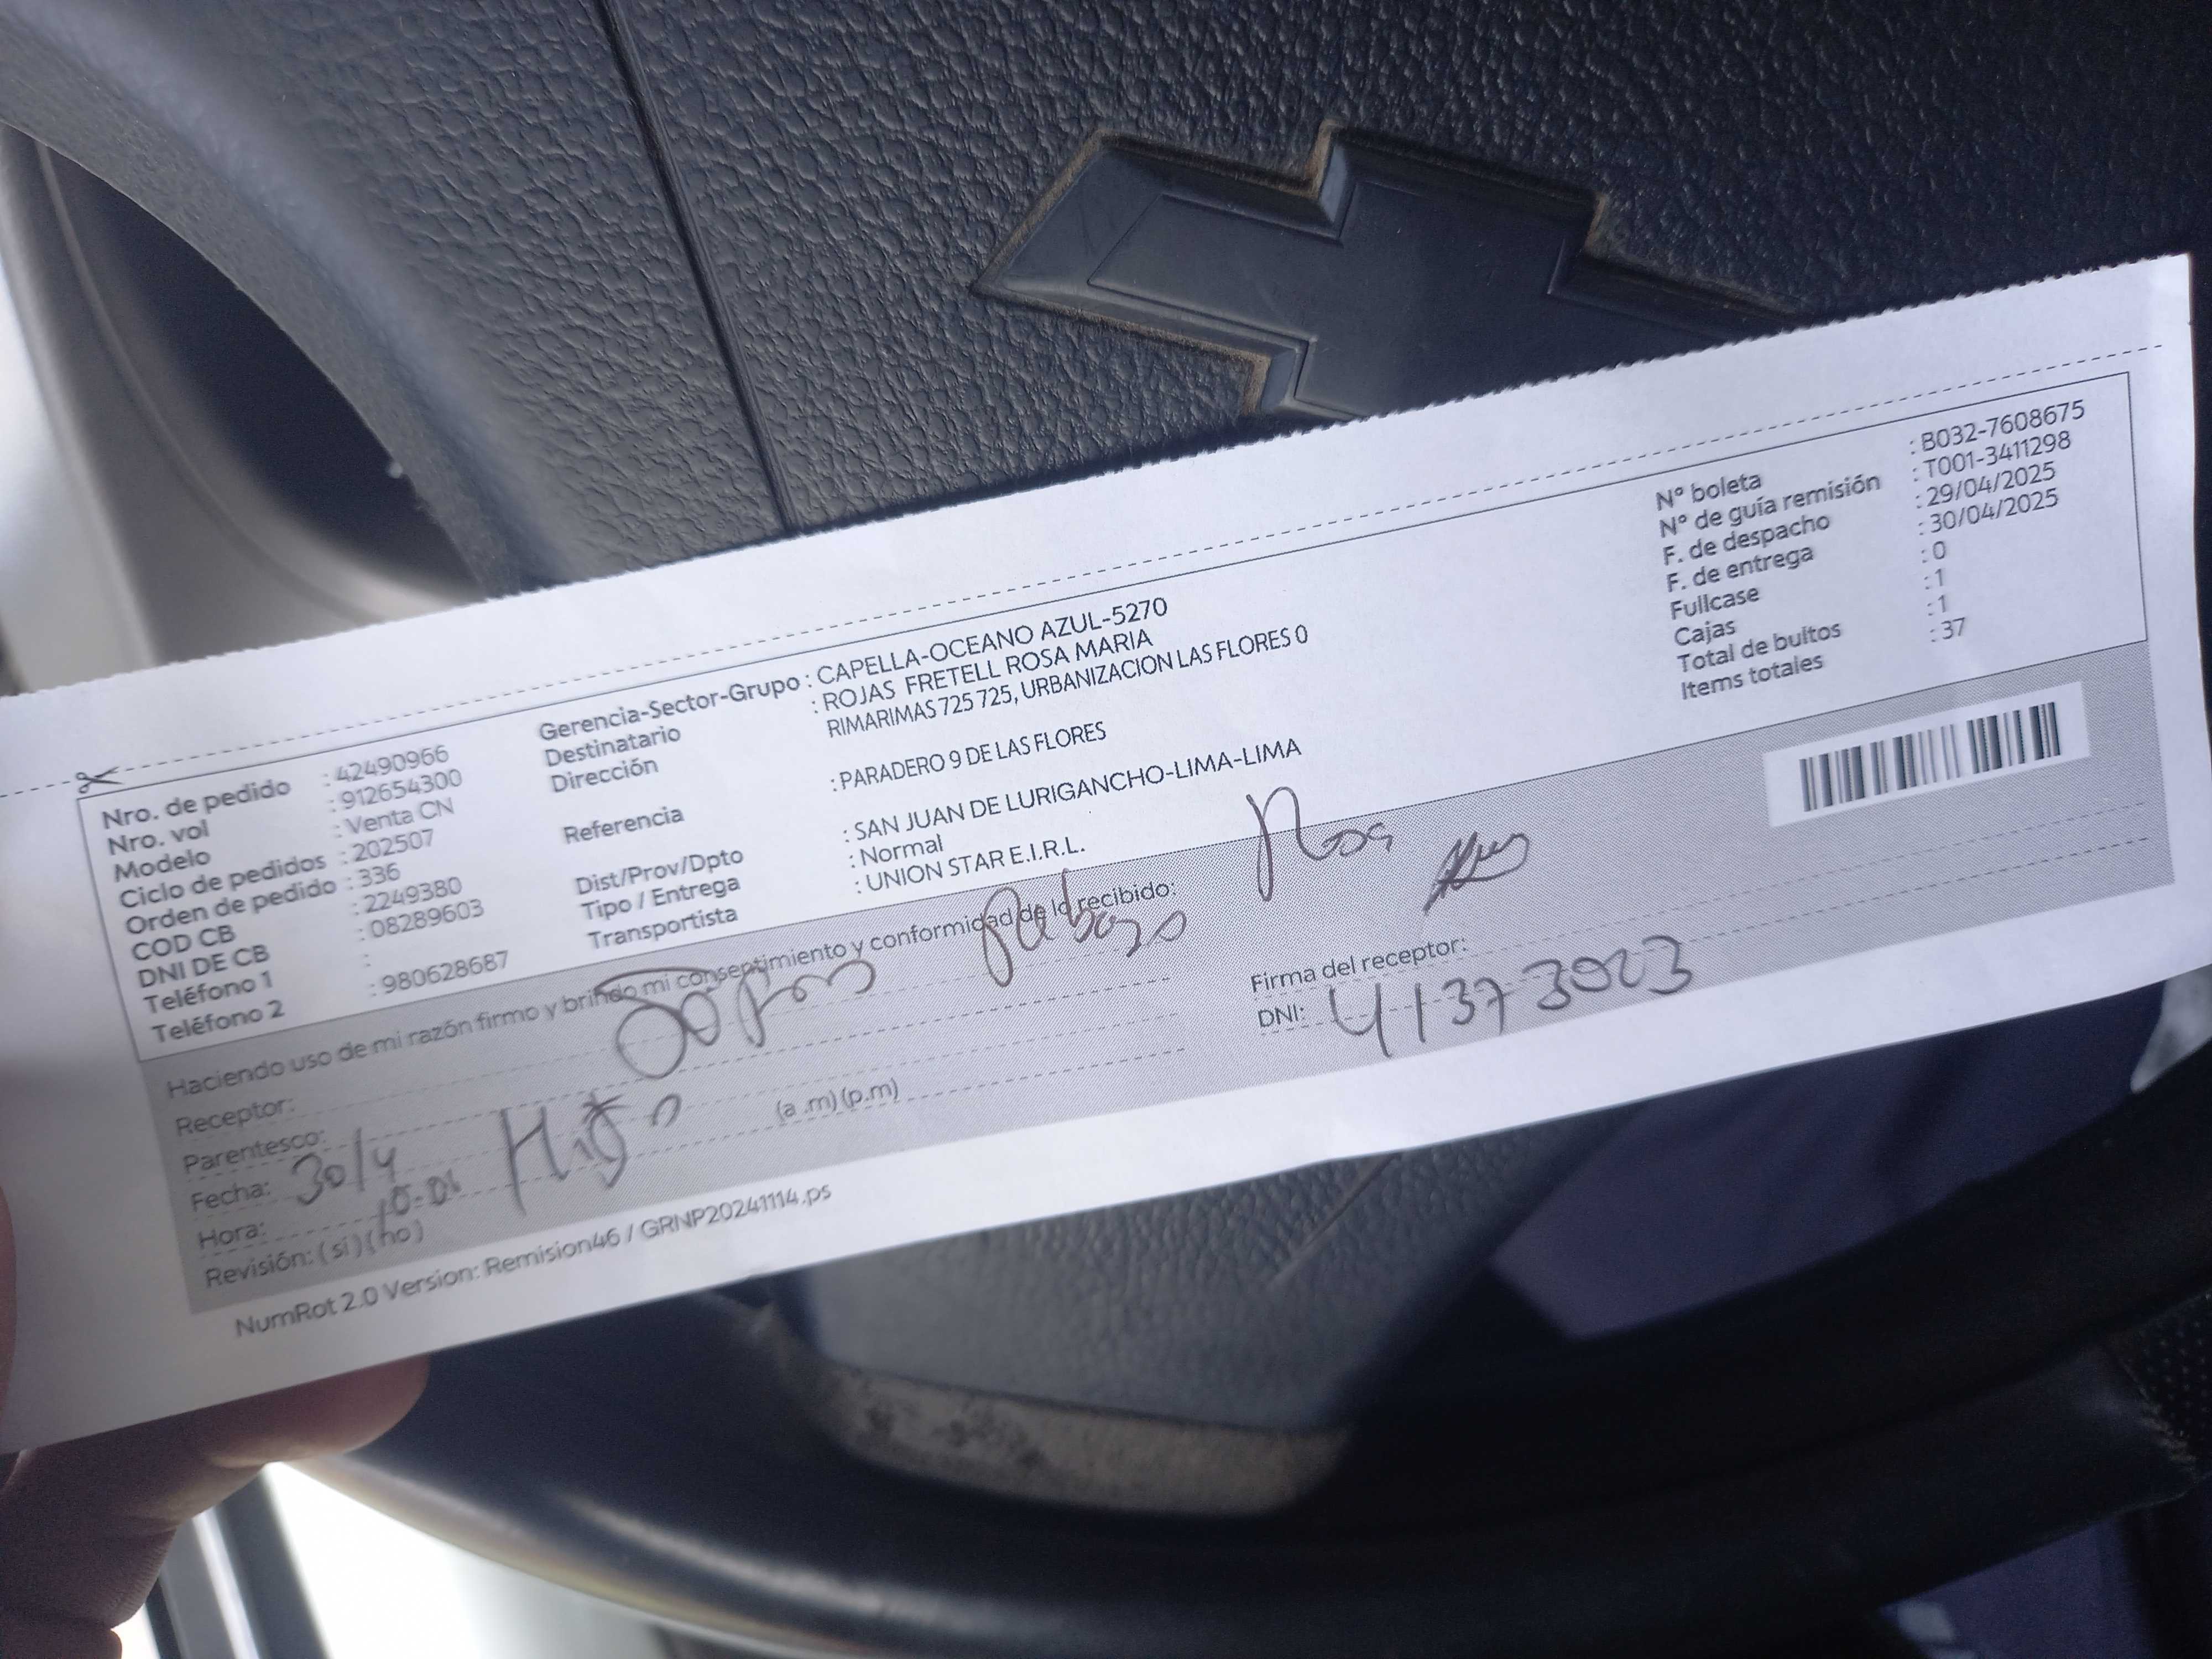 Nro. de pedido : 42490966
Nro. vol : 912654300
Modelo : Venta CN
Ciclo de pedidos : 202507
Orden de pedido : 336
COD CB : 2249380
DNI DE CB : 08289603
Teléfono 1 :
Teléfono 2 : 980628687
Gerencia-Sector-Grupo : CAPELLA-OCEANO AZUL-5270
Destinatario : ROJAS FRETELL ROSA MARIA
Dirección RIMARIMAS 725 725, URBANIZACION LAS FLORES 0
Referencia : PARADERO 9 DE LAS FLORES
Dist/Prov/Dpto : SAN JUAN DE LURIGANCHO-LIMA-LIMA
Tipo / Entrega : Normal
Transportista : UNION STAR E.I.R.L.
N° boleta : B032-7608675
N° de guía remisión : T001-3411298
F. de despacho : 29/04/2025
F. de entrega : 30/04/2025
Fullcase : 0
Cajas : 1
Total de bultos : 1
Items totales : 37
Haciendo uso de mi razón firmo y brindo mi consentimiento y conformidad de lo recibido:
Receptor: Rosa
Parentesco:
Fecha: 30/4
Hora: (a .m) (p.m)
Revisión: ( si ) ( no )
Firma del receptor:
DNI: 41373023
NumRot 2.0 Version: Remision46 / GRNP20241114.ps